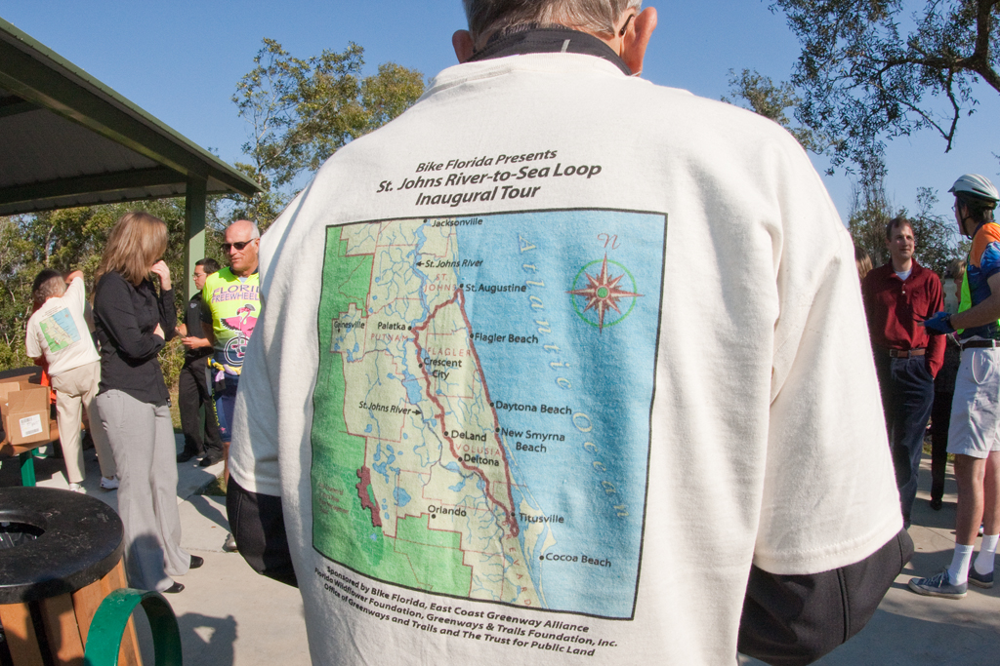 Bike Florida Presents
St. Johns River-to-Sea Loop
Inaugural Tour
Jacksonville
N
St. Johns River
ST.
JOHNS
St. Augustine
Atlantic Ocean
Gainesville
Palatka
PUTNAM
Flagler Beach
FLAGLER
Crescent
City
St. Johns River
Daytona Beach
DeLand
New Smyrna
Beach
VOLUSIA
Deltona
Orlando
Titusville
Cocoa Beach
Sponsored by Bike Florida, East Coast Greenway Alliance
Florida Wildflower Foundation, Greenways & Trails Foundation, Inc.
Office of Greenways and Trails and The Trust for Public Land
FLORI
FREEWHEEL